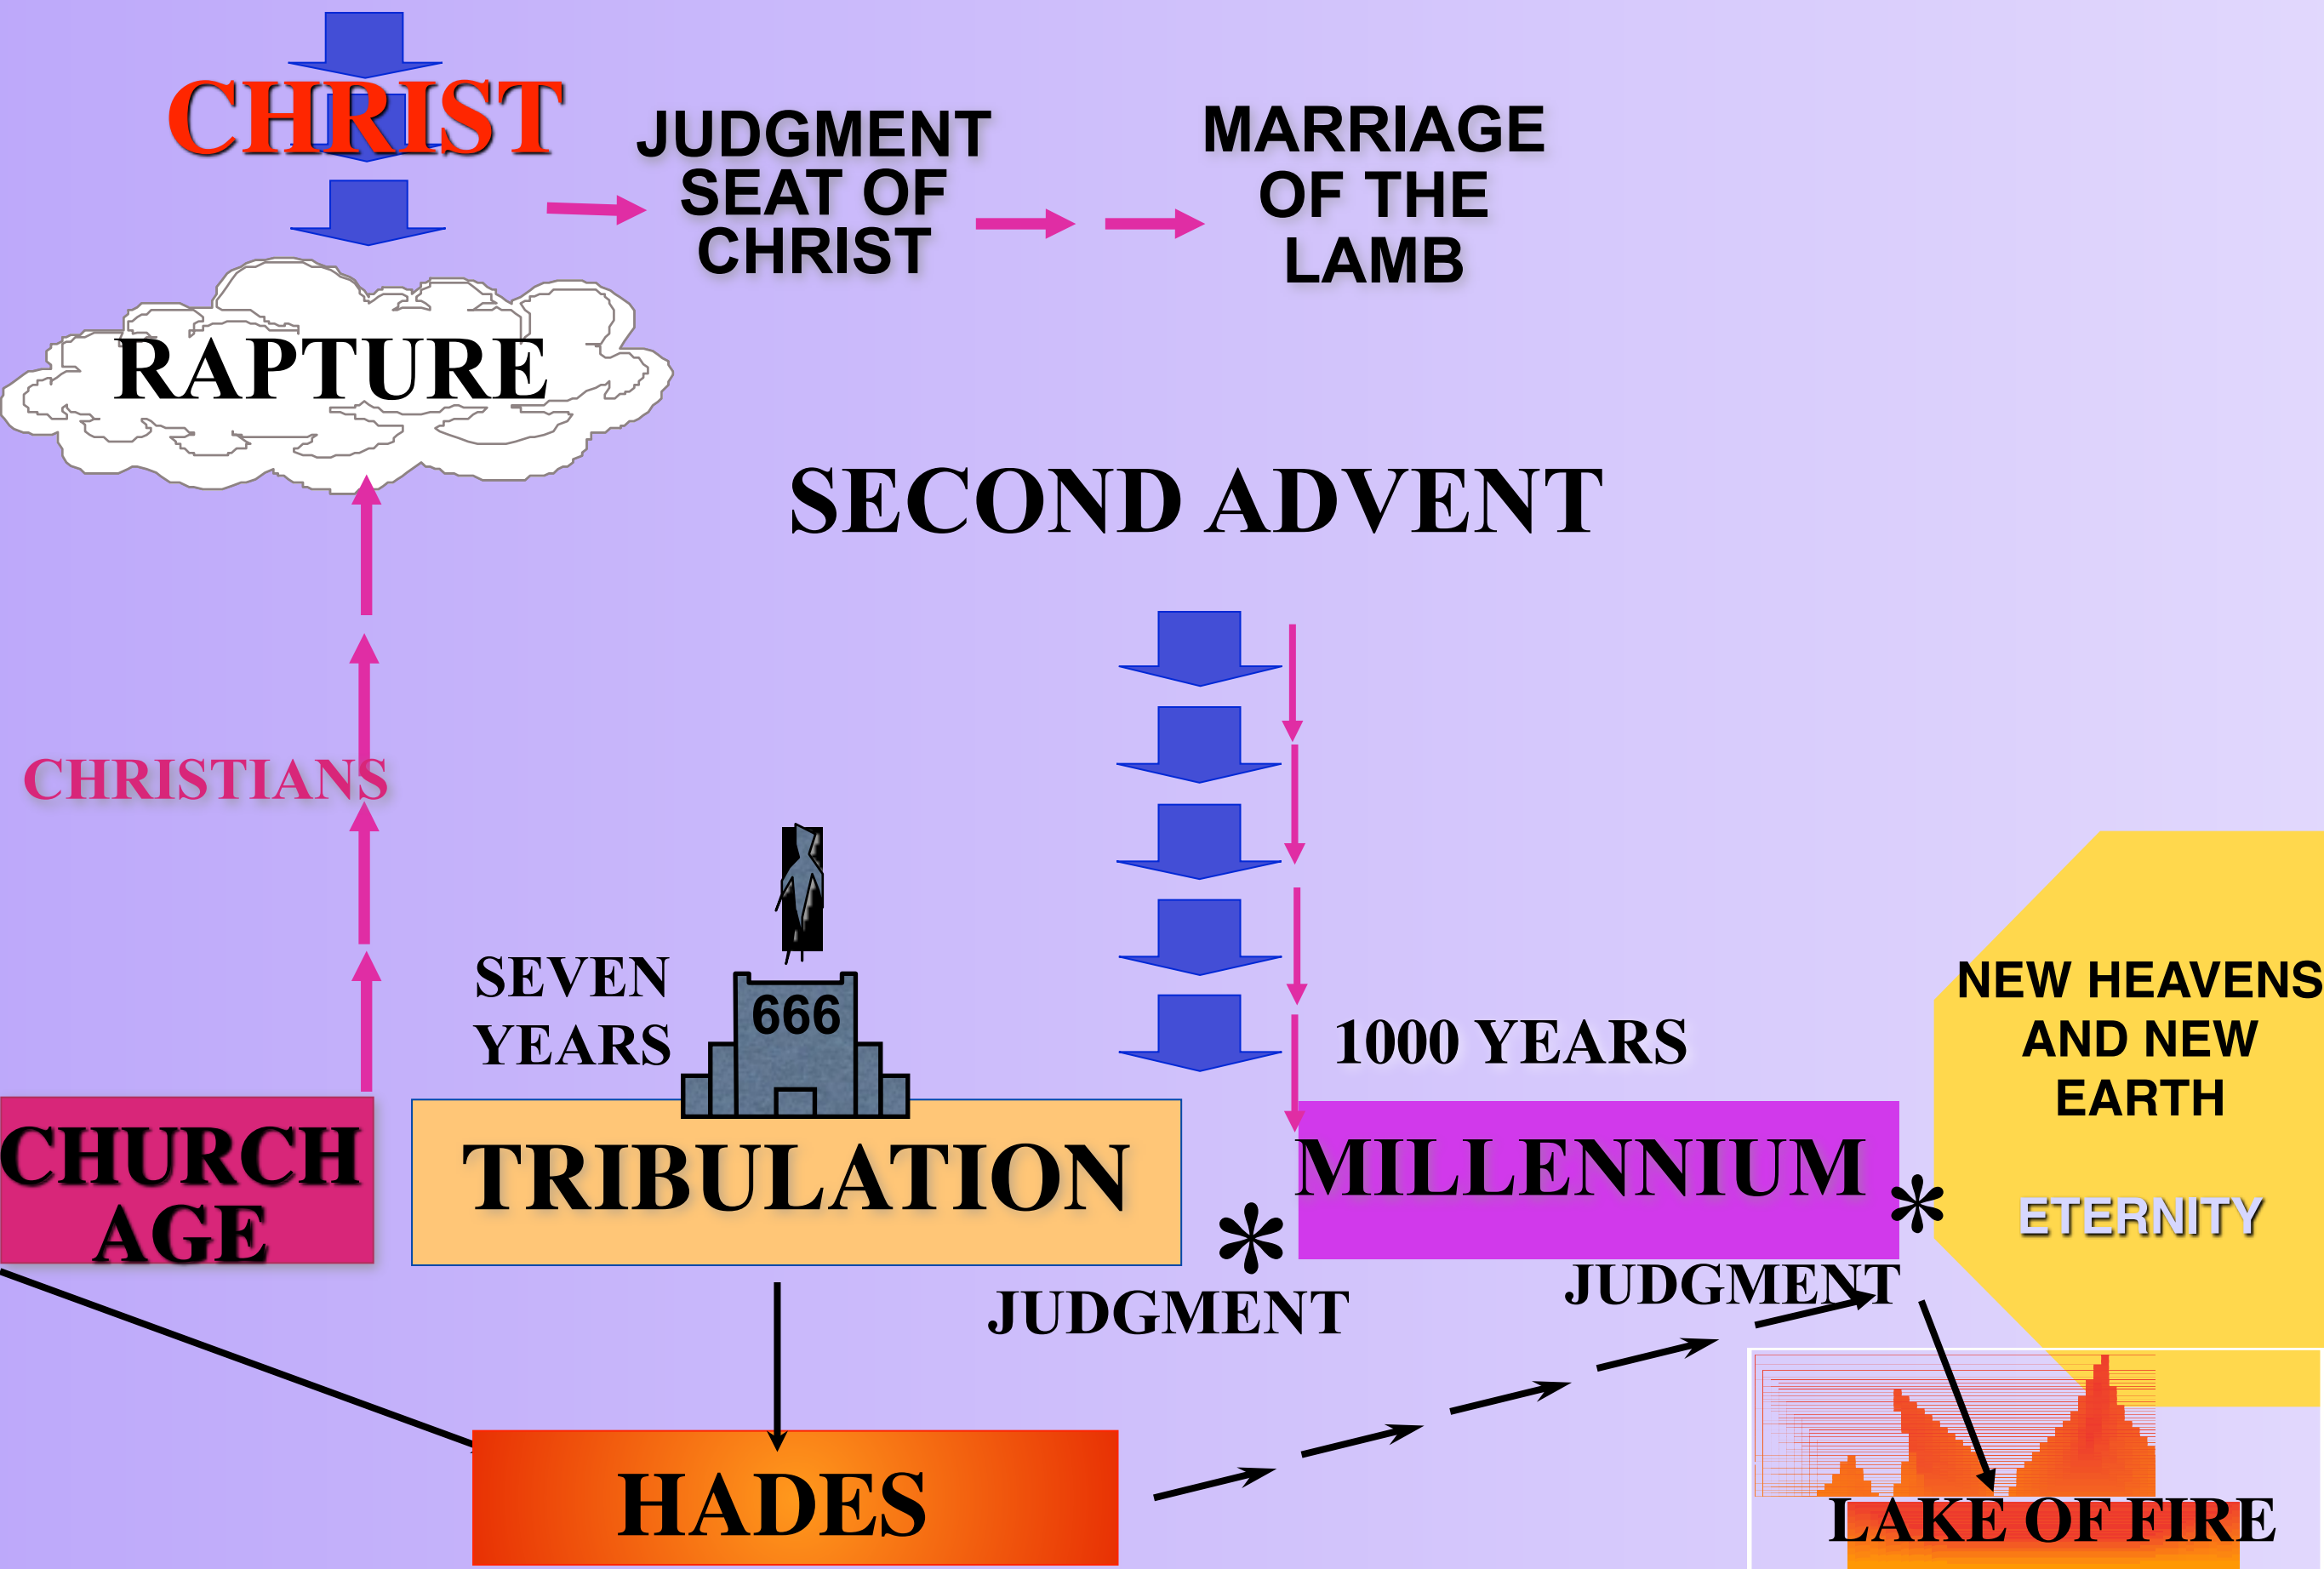 CHRIST
JUDGMENT
SEAT OF
CHRIST
MARRIAGE
OF THE
LAMB
RAPTURE
SECOND ADVENT
CHRISTIANS
SEVEN
YEARS
666
1000 YEARS
NEW HEAVENS
AND NEW
EARTH
ETERNITY
CHURCH
AGE
TRIBULATION
MILLENNIUM
*
*
JUDGMENT
JUDGMENT
HADES
LAKE OF FIRE